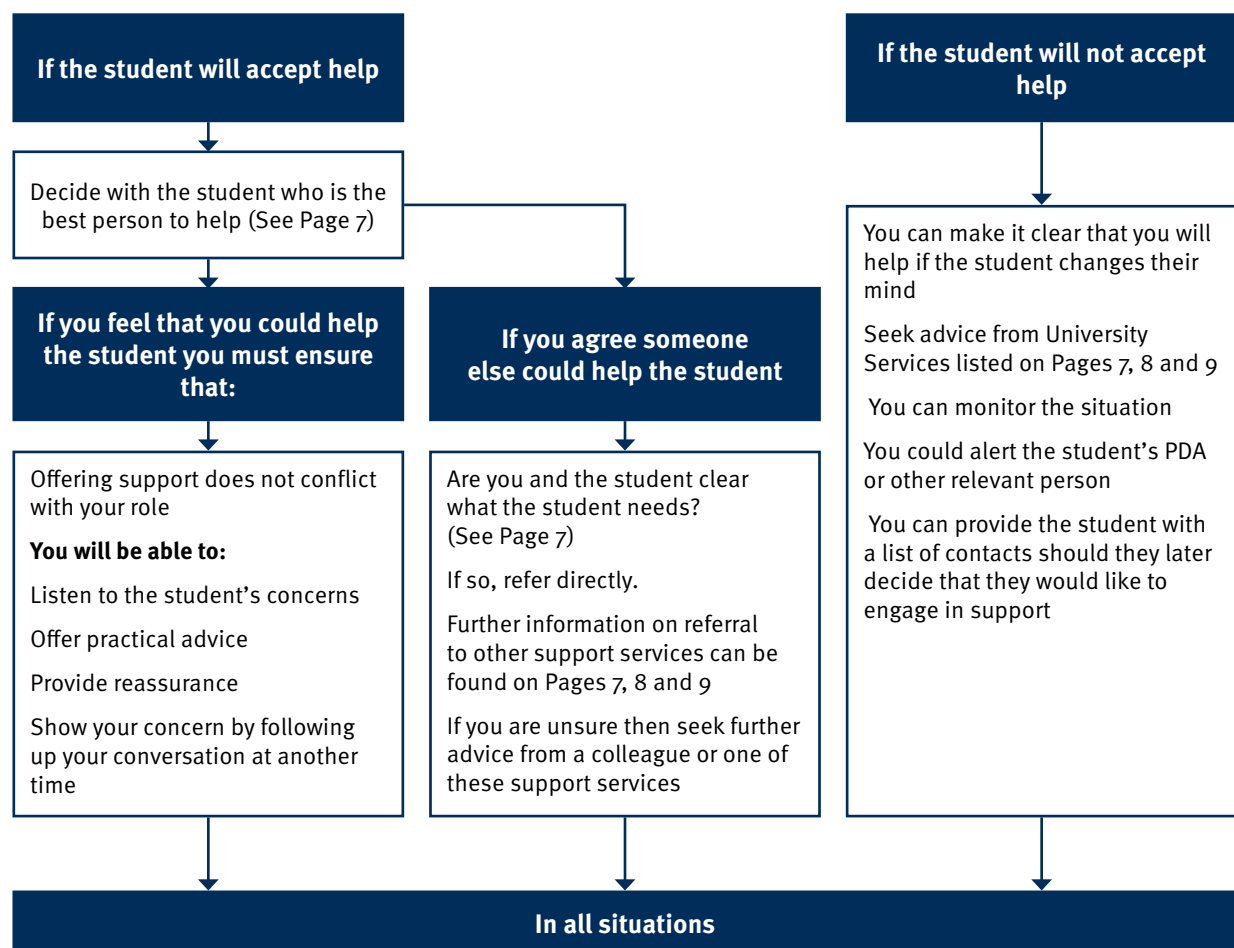 If the student will accept help
Decide with the student who is the
best person to help (See Page 7)
If you feel that you could help
the student you must ensure
that:
Offering support does not conflict
with your role
You will be able to:
Listen to the student’s concerns
Offer practical advice
Provide reassurance
Show your concern by following
up your conversation at another
time
If you agree someone
else could help the student
Are you and the student clear
what the student needs?
(See Page 7)
If so, refer directly.
Further information on referral
to other support services can be
found on Pages 7, 8 and 9
If you are unsure then seek further
advice from a colleague or one of
these support services
If the student will not accept
help
You can make it clear that you will
help if the student changes their
mind
Seek advice from University
Services listed on Pages 7, 8 and 9
You can monitor the situation
You could alert the student’s PDA
or other relevant person
You can provide the student with
a list of contacts should they later
decide that they would like to
engage in support
In all situations